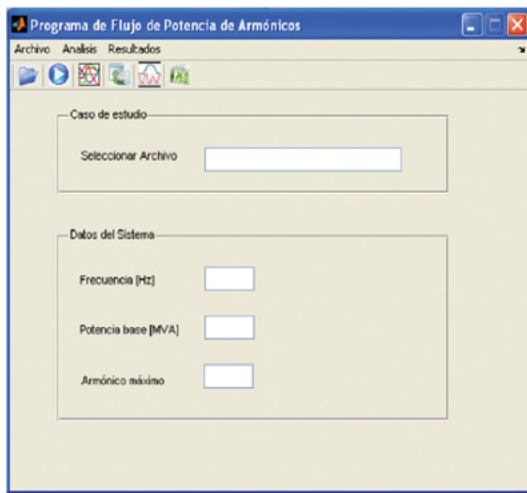 Programa de Flujo de Potencia de Armónicos
Archivo Analisis Resultados
Caso de estudio
Seleccionar Archivo
Datos del Sistema
Frecuencia [Hz]
Potencia base [MVA]
Armónico máximo